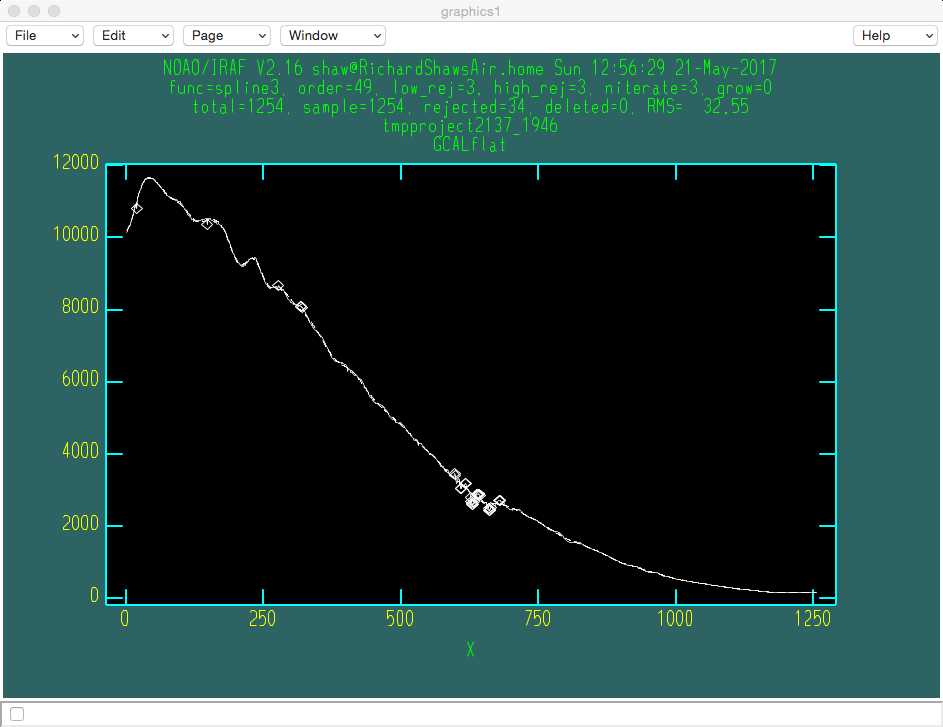 graphics1
File Edit Page Window Help
NOAO/IRAF V2.16 shaw@RichardShawsAir.home Sun 12:56:29 21-May-2017
func=spline3, order=49, low_rej=3, high_rej=3, niterate=3, grow=0
total=1254, sample=1254, rejected=34, deleted=0, RMS= 32.55
tmpproject2137_1946
GCALflat
12000
10000
8000
6000
4000
2000
0
0 250 500 750 1000 1250
X